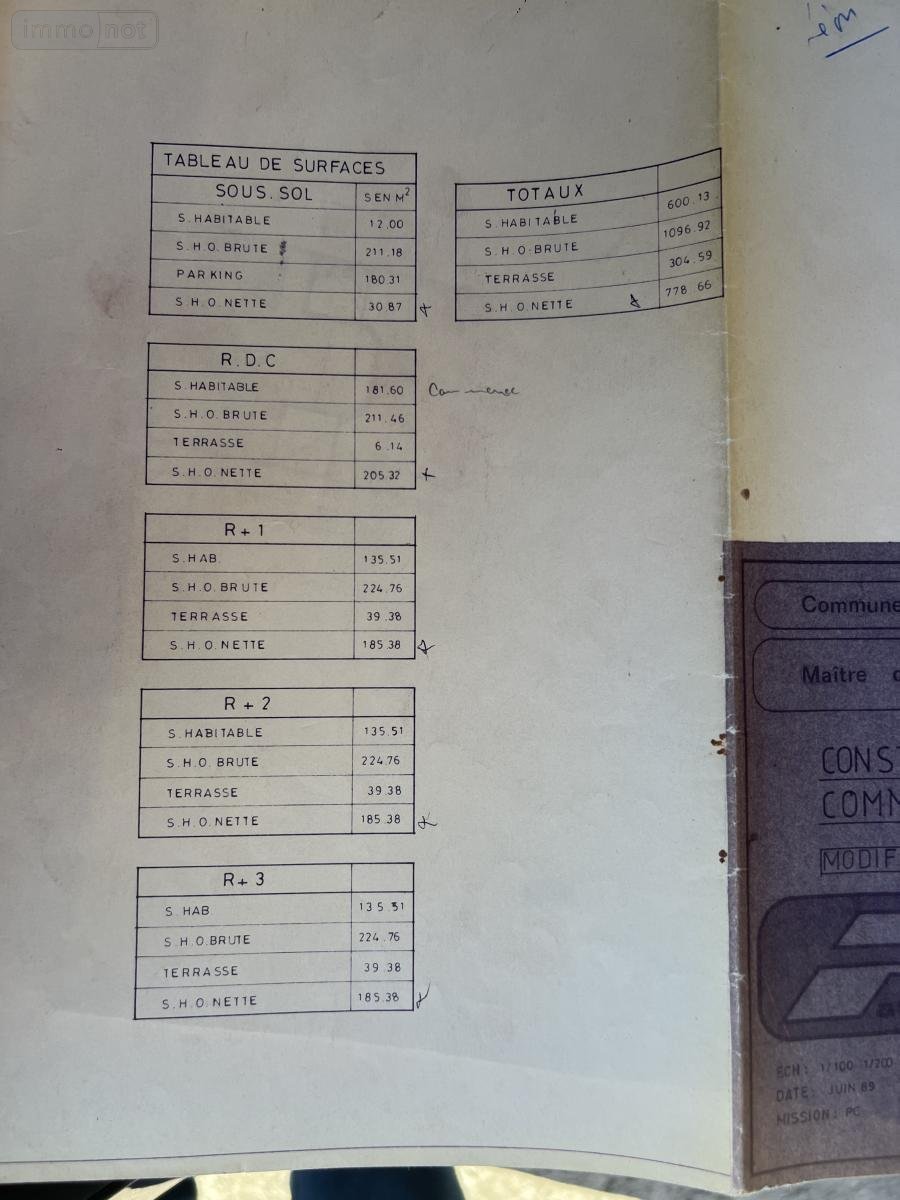 immo not
TABLEAU DE SURFACES
SOUS.SOL S EN M²
S.HABITABLE 12.00
S.H.O. BRUTE 211.18
PARKING 180.31
S.H.O. NETTE 30.87
TOTAUX
S.HABITABLE 600.13
S.H.O.BRUTE 1096.92
TERRASSE 304.59
S.H.O.NETTE 778.66
R.D.C
S.HABITABLE 181.60 Commerce
S.H.O. BRUTE 211.46
TERRASSE 6.14
S.H.O. NETTE 205.32
R+1
S.HAB. 135.51
S.H.O. BRUTE 224.76
TERRASSE 39.38
S.H.O. NETTE 185.38
R+2
S.HABITABLE 135.51
S.H.O. BRUTE 224.76
TERRASSE 39.38
S.H.O. NETTE 185.38
R+3
S.HAB. 135.51
S.H.O.BRUTE 224.76
TERRASSE 39.38
S.H.O. NETTE 185.38
Commune
Maître
CONST
COMM
MODIF
ECH: 1/100 1/200
DATE: JUIN 89
MISSION: PC